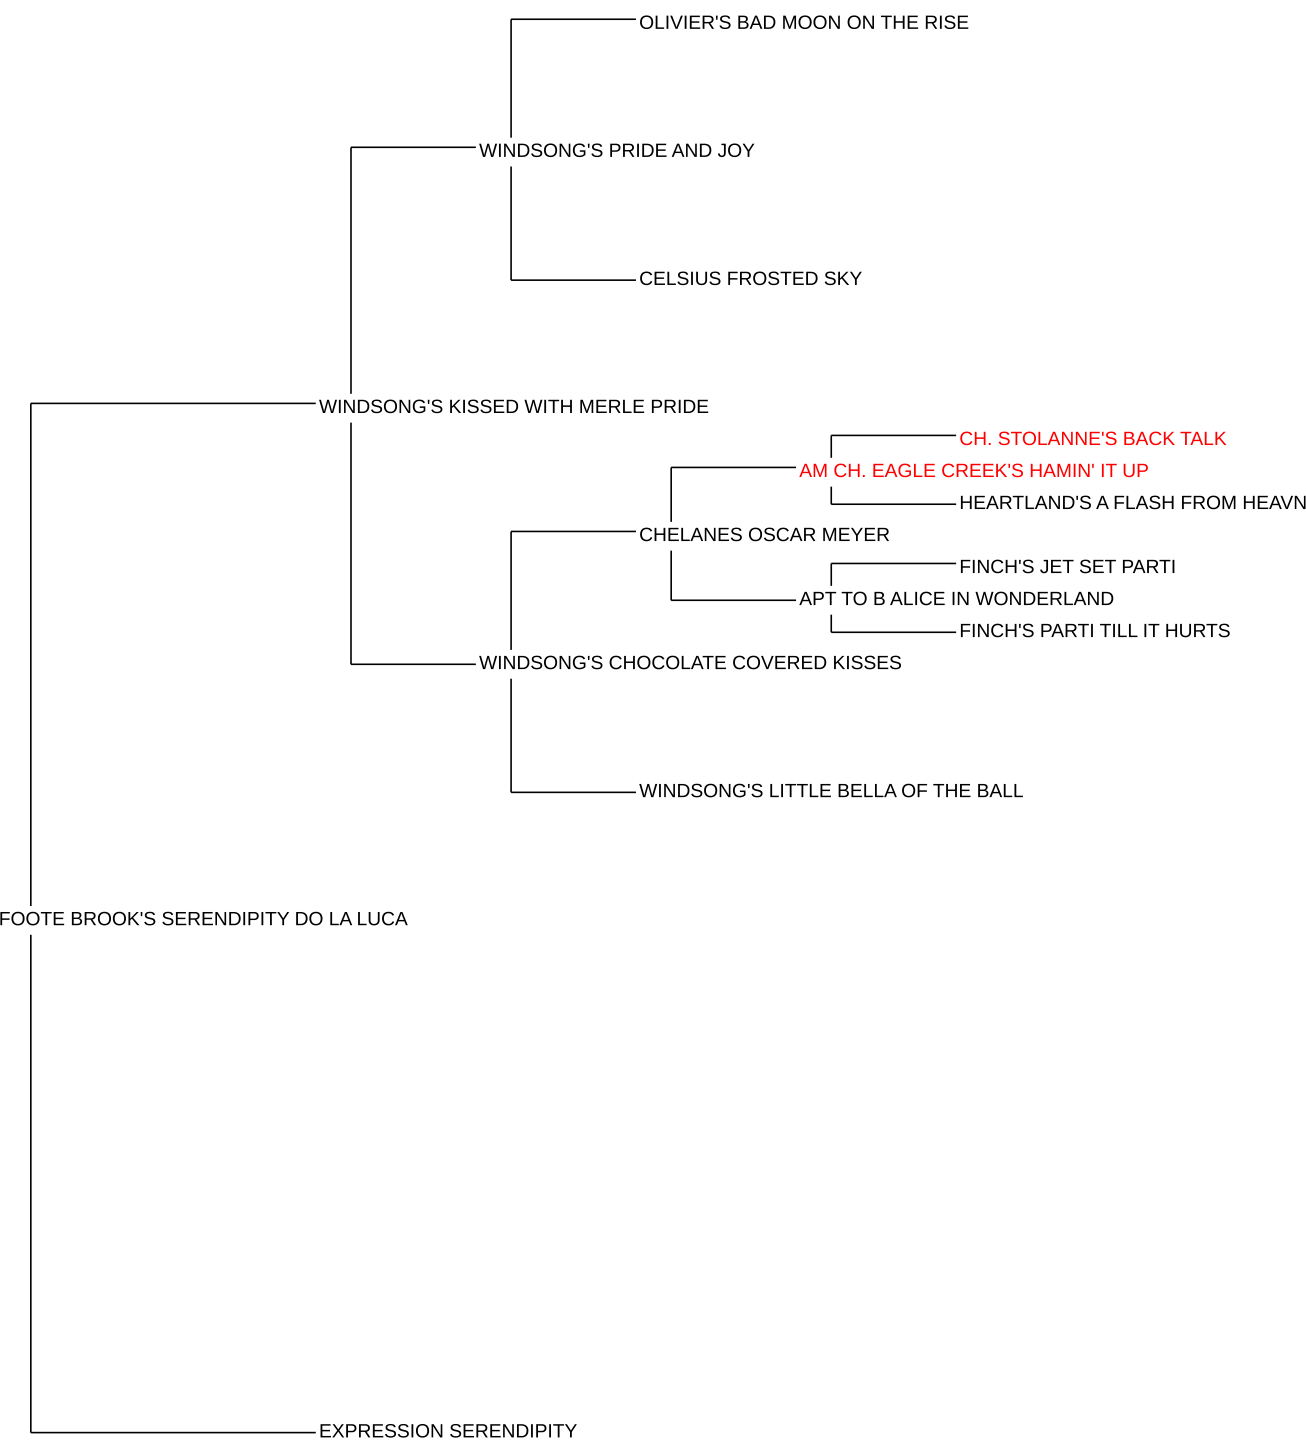 OLIVIER'S BAD MOON ON THE RISE
WINDSONG'S PRIDE AND JOY
CELSIUS FROSTED SKY
WINDSONG'S KISSED WITH MERLE PRIDE
CH. STOLANNE'S BACK TALK
AM CH. EAGLE CREEK'S HAMIN' IT UP
HEARTLAND'S A FLASH FROM HEAVN
CHELANES OSCAR MEYER
FINCH'S JET SET PARTI
APT TO B ALICE IN WONDERLAND
FINCH'S PARTI TILL IT HURTS
WINDSONG'S CHOCOLATE COVERED KISSES
WINDSONG'S LITTLE BELLA OF THE BALL
FOOTE BROOK'S SERENDIPITY DO LA LUCA
EXPRESSION SERENDIPITY